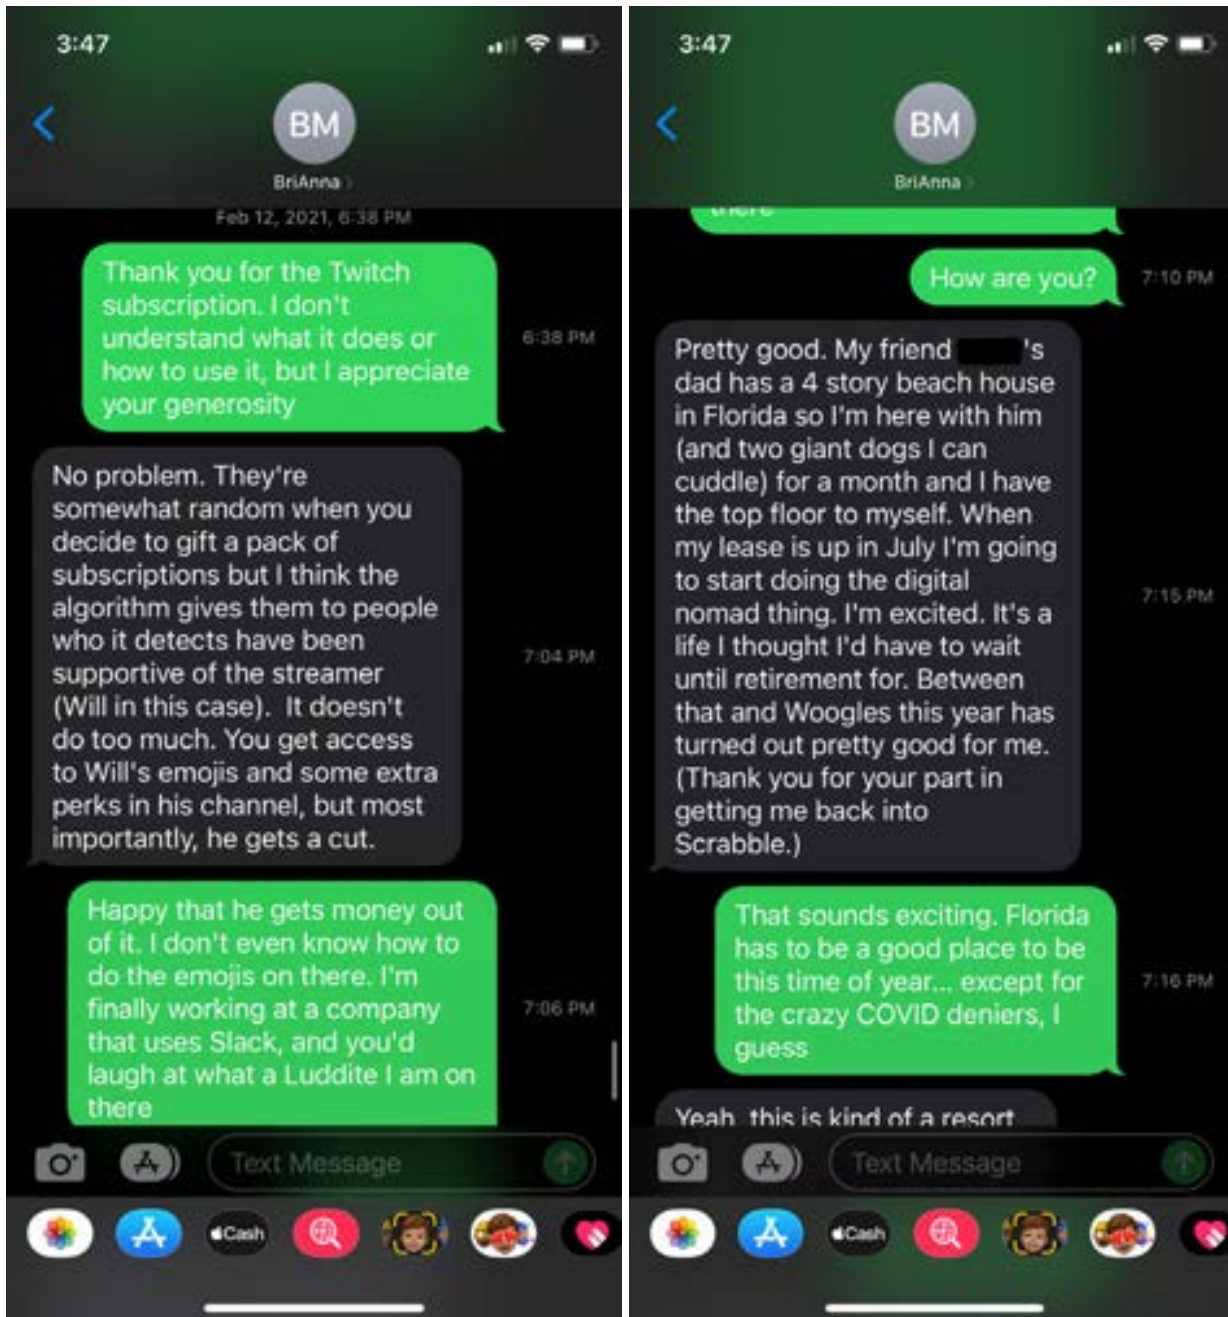 3:47
BM
BriAnna
Feb 12, 2021, 6:38 PM
Thank you for the Twitch
subscription. I don't
understand what it does or
how to use it, but I appreciate
your generosity
6:38 PM
No problem. They're
somewhat random when you
decide to gift a pack of
subscriptions but I think the
algorithm gives them to people
who it detects have been
supportive of the streamer
(Will in this case). It doesn't
do too much. You get access
to Will's emojis and some extra
perks in his channel, but most
importantly, he gets a cut.
7:04 PM
Happy that he gets money out
of it. I don't even know how to
do the emojis on there. I'm
finally working at a company
that uses Slack, and you'd
laugh at what a Luddite I am on
there
7:06 PM
Text Message
Cash
3:47
BM
BriAnna
there
How are you?
7:10 PM
Pretty good. My friend 's
dad has a 4 story beach house
in Florida so I'm here with him
(and two giant dogs I can
cuddle) for a month and I have
the top floor to myself. When
my lease is up in July I'm going
to start doing the digital
nomad thing. I'm excited. It's a
life I thought I'd have to wait
until retirement for. Between
that and Woogles this year has
turned out pretty good for me.
(Thank you for your part in
getting me back into
Scrabble.)
7:15 PM
That sounds exciting. Florida
has to be a good place to be
this time of year... except for
the crazy COVID deniers, I
guess
7:16 PM
Yeah, this is kind of a resort
Text Message
Cash